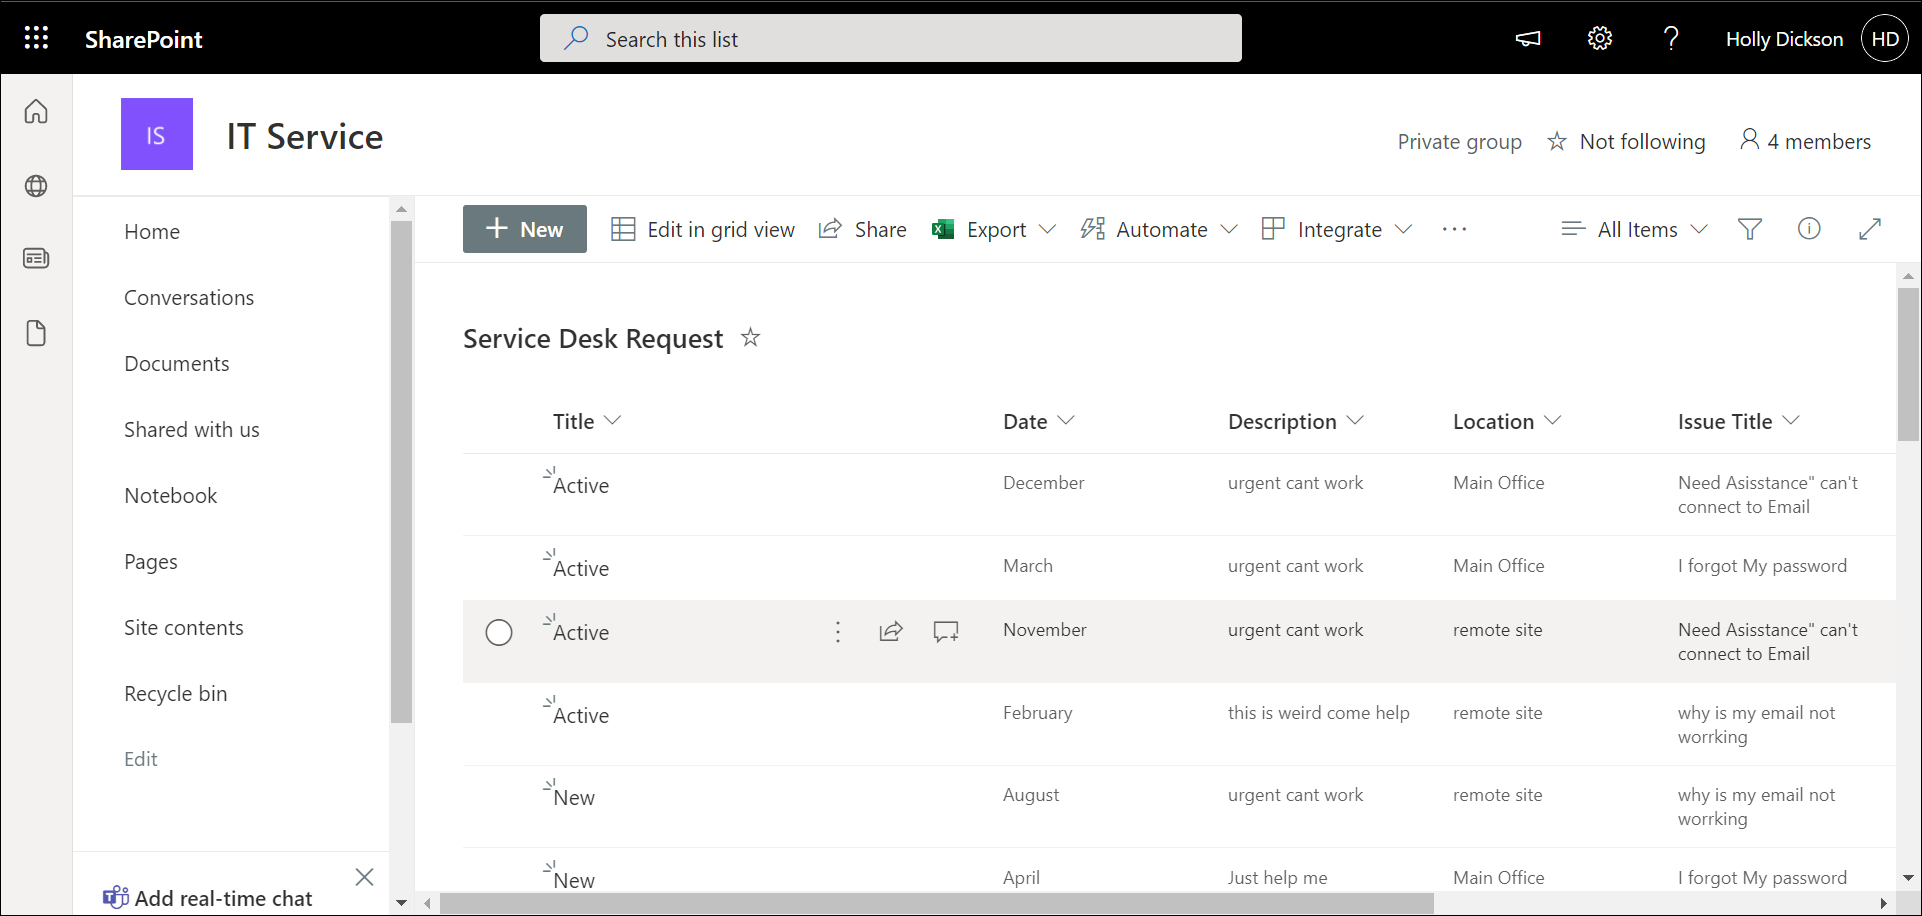 SharePoint
Search this list
Holly Dickson
HD
IS
IT Service
Private group
Not following
4 members
Home
Conversations
Documents
Shared with us
Notebook
Pages
Site contents
Recycle bin
Edit
Add real-time chat
New
Edit in grid view
Share
Export
Automate
Integrate
All Items
Service Desk Request
Title
Date
Description
Location
Issue Title
Active
December
urgent cant work
Main Office
Need Asisstance" can't
connect to Email
Active
March
urgent cant work
Main Office
I forgot My password
Active
November
urgent cant work
remote site
Need Asisstance" can't
connect to Email
Active
February
this is weird come help
remote site
why is my email not
worrking
New
August
urgent cant work
remote site
why is my email not
worrking
New
April
Just help me
Main Office
I forgot My password